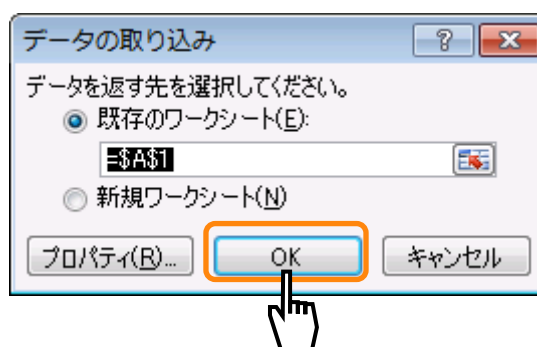 データの取り込み
データを返す先を選択してください。
既存のワークシート(E):
=$A$1
新規ワークシート(N)
プロパティ(R)... OK キャンセル